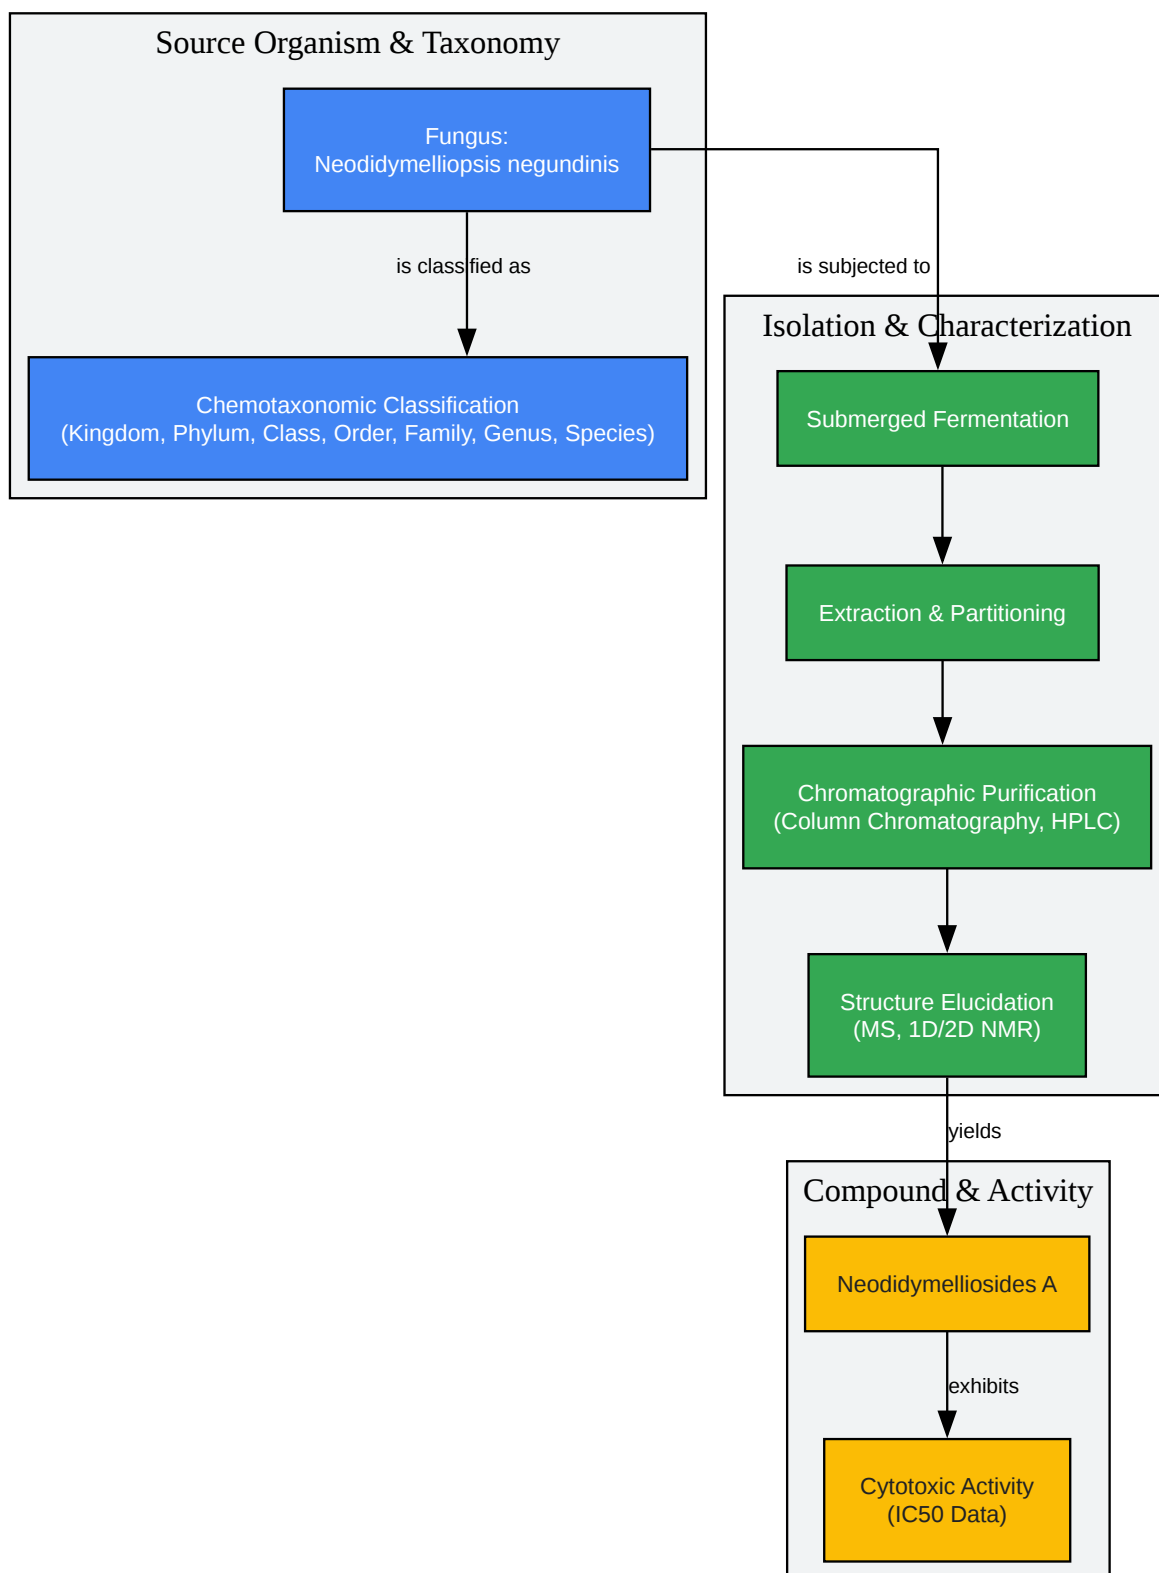 Source Organism & Taxonomy
Fungus:
Neodidymelliopsis negundinis
is classified as
is subjected to
Chemotaxonomic Classification
(Kingdom, Phylum, Class, Order, Family, Genus, Species)
Isolation & Characterization
Submerged Fermentation
Extraction & Partitioning
Chromatographic Purification
(Column Chromatography, HPLC)
Structure Elucidation
(MS, 1D/2D NMR)
yields
Compound & Activity
Neodidymelliosides A
exhibits
Cytotoxic Activity
(IC50 Data)